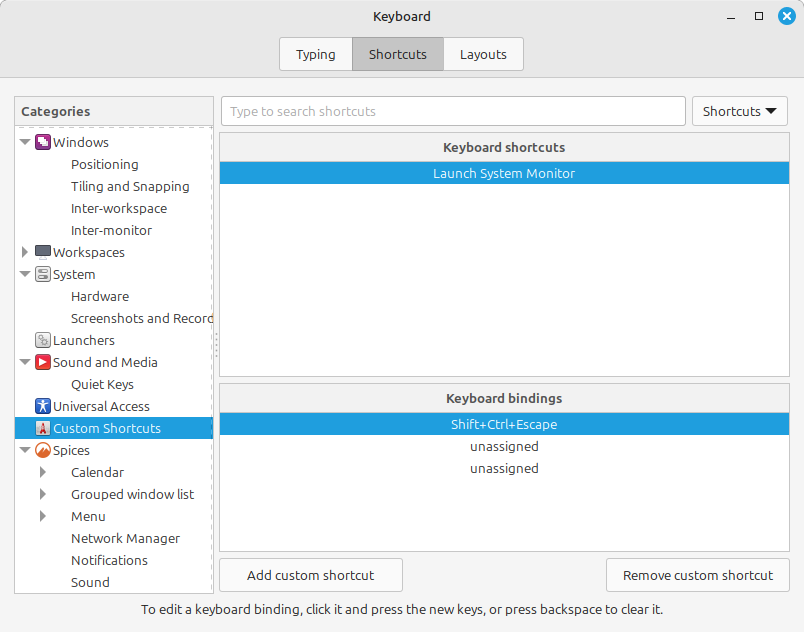 Keyboard
Typing
Shortcuts
Layouts
Categories
Windows
Positioning
Tiling and Snapping
Inter-workspace
Inter-monitor
Workspaces
System
Hardware
Screenshots and Record
Launchers
Sound and Media
Quiet Keys
Universal Access
Custom Shortcuts
Spices
Calendar
Grouped window list
Menu
Network Manager
Notifications
Sound
Type to search shortcuts
Shortcuts
Keyboard shortcuts
Launch System Monitor
Keyboard bindings
Shift+Ctrl+Escape
unassigned
unassigned
Add custom shortcut
Remove custom shortcut
To edit a keyboard binding, click it and press the new keys, or press backspace to clear it.